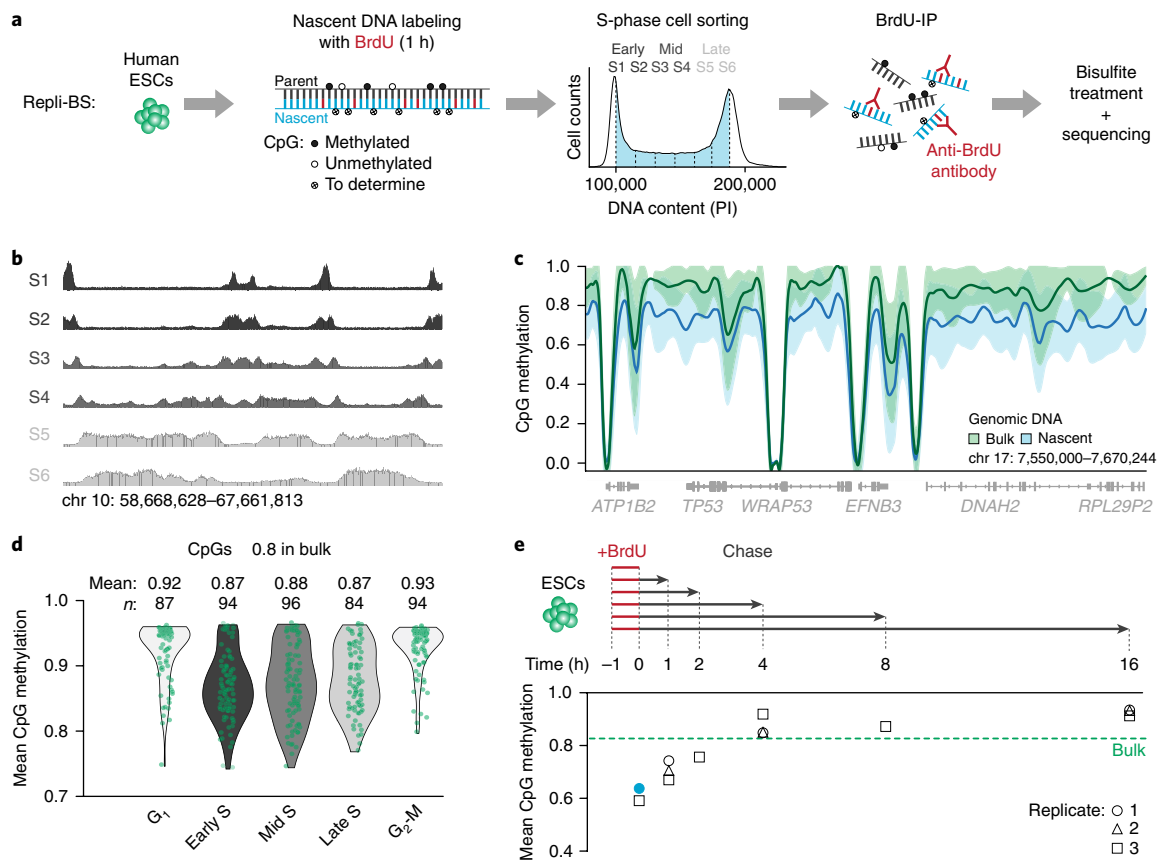 a
Nascent DNA labeling
with BrdU (1 h)
S-phase cell sorting
BrdU-IP
Human
ESCs
Repli-BS:
Parent
Nascent
CpG:
Methylated
Unmethylated
To determine
Early Mid Late
S1 S2 S3 S4 S5 S6
Cell counts
100,000 200,000
DNA content (PI)
Anti-BrdU
antibody
Bisulfite
treatment
+
sequencing
b
S1
S2
S3
S4
S5
S6
chr 10: 58,668,628–67,661,813
c
CpG methylation
1.0
0.8
0.6
0.4
0.2
0.0
Genomic DNA
Bulk Nascent
chr 17: 7,550,000–7,670,244
ATP1B2 TP53 WRAP53 EFNB3 DNAH2 RPL29P2
d
CpGs 0.8 in bulk
Mean: 0.92 0.87 0.88 0.87 0.93
n: 87 94 96 84 94
Mean CpG methylation
1.0
0.9
0.8
0.7
G1 Early S Mid S Late S G2-M
e
+BrdU Chase
ESCs
Time (h) –1 0 1 2 4 8 16
Mean CpG methylation
1.0
0.8
0.6
0.4
Bulk
Replicate: 1
2
3